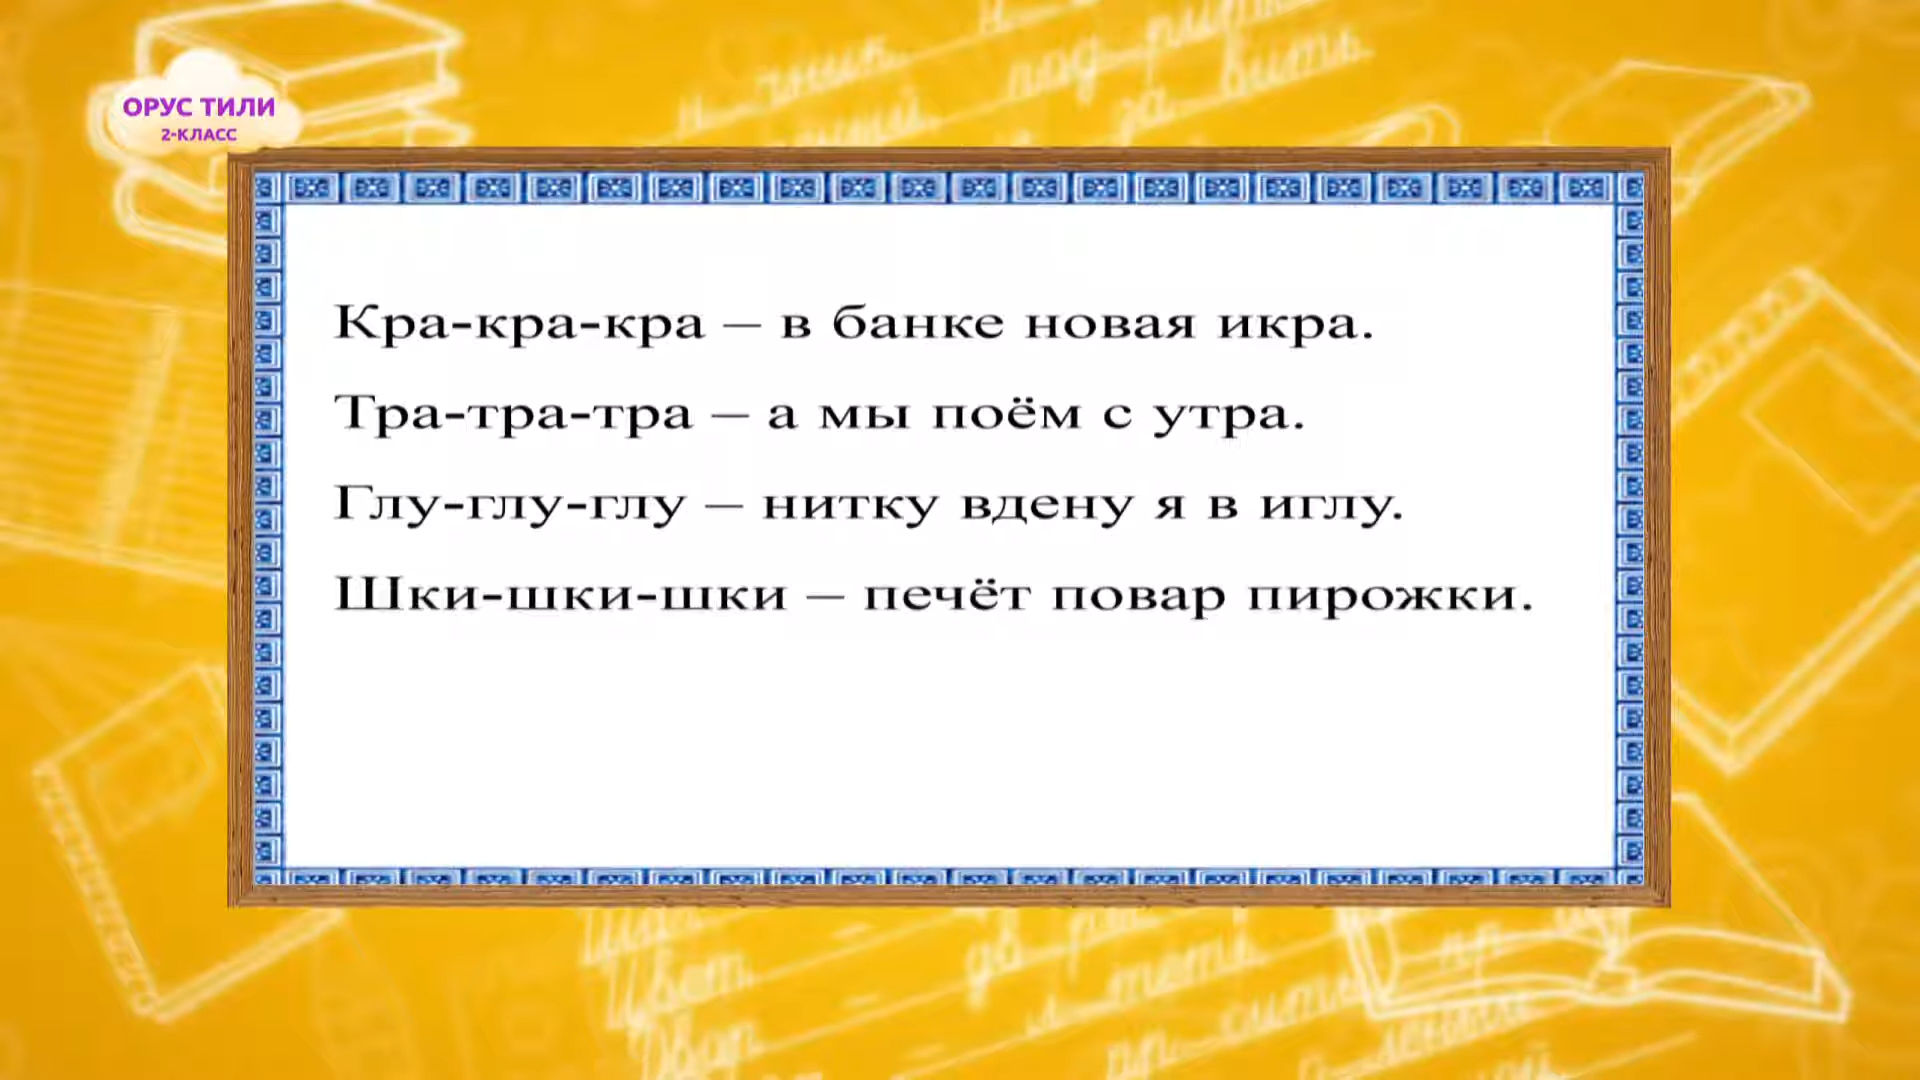 ОРУС ТИЛИ
2-КЛАСС
Кра-кра-кра – в банке новая икра.
Тра-тра-тра – а мы поём с утра.
Глу-глу-глу – нитку вдену я в иглу.
Шки-шки-шки – печёт повар пирожки.